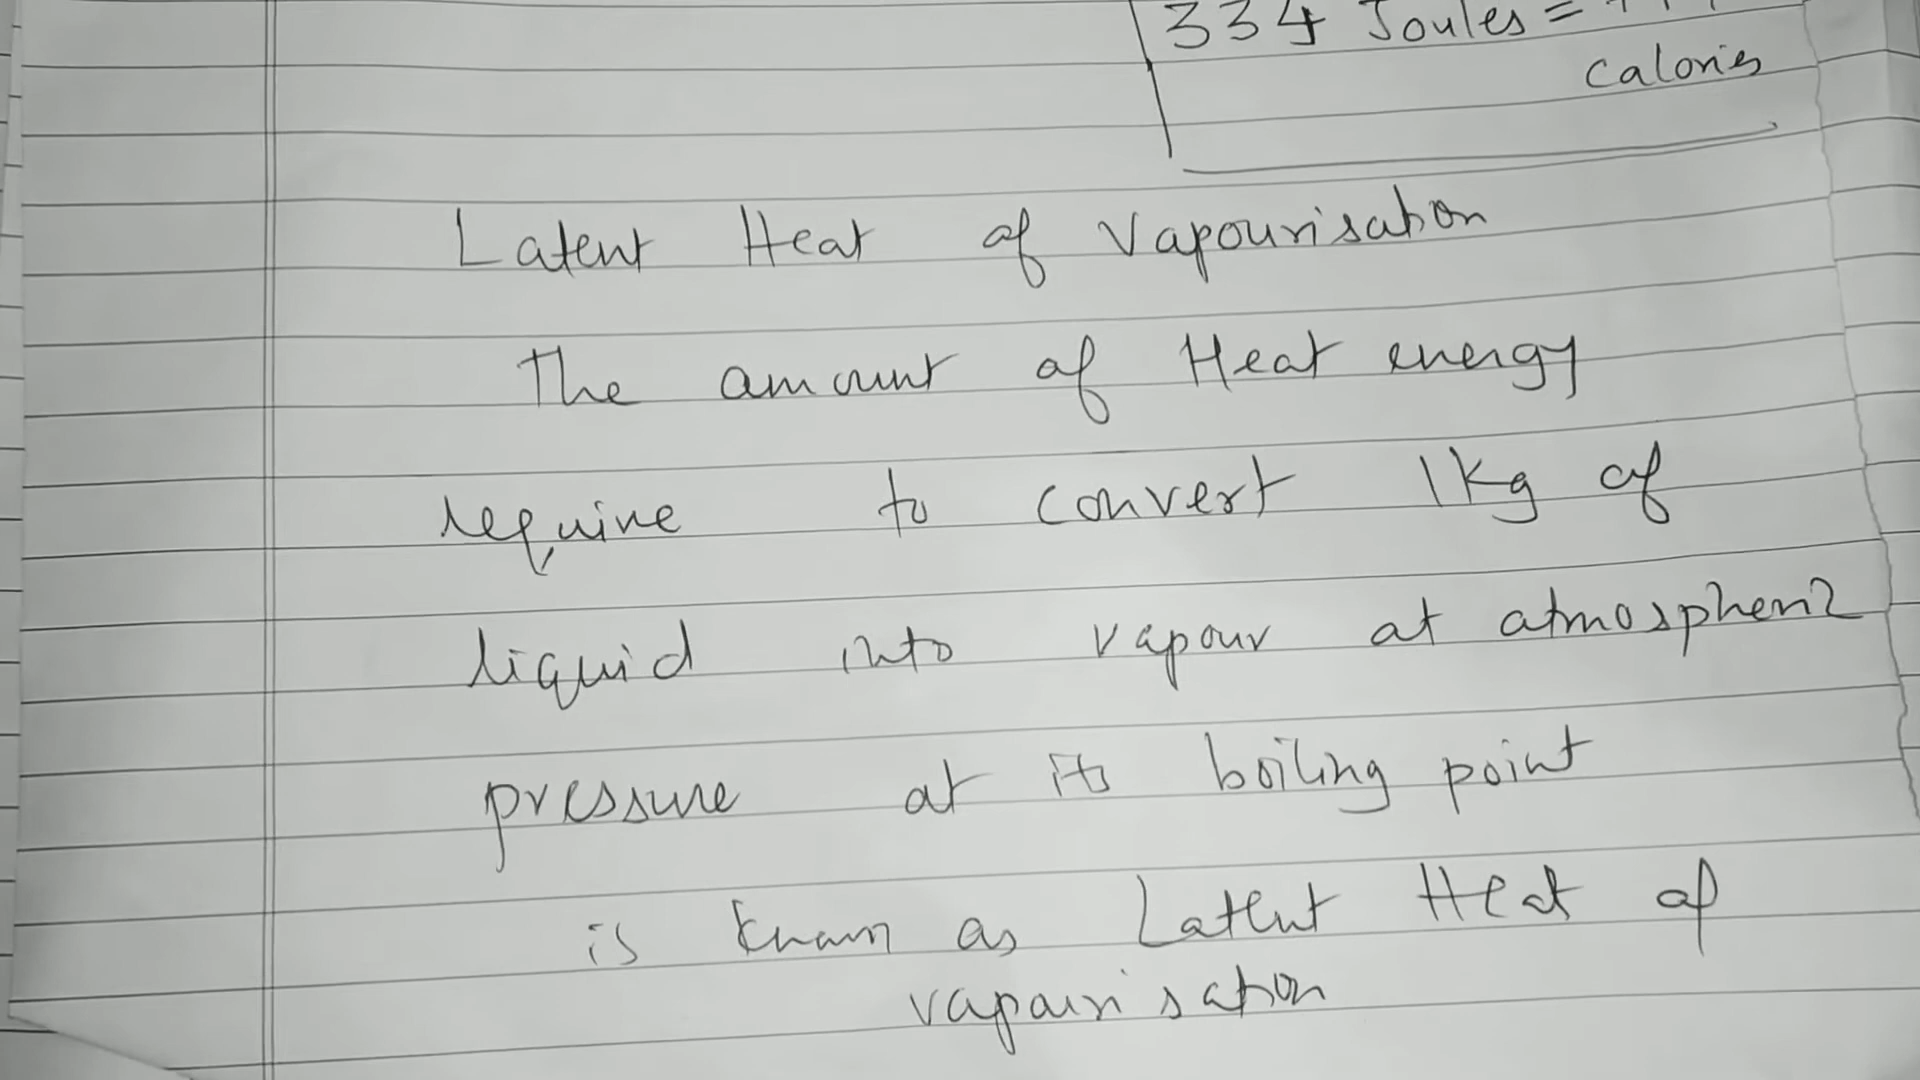 334 Joules =
calories
Latent Heat of Vapourisation
The amount of Heat energy
require to convert 1kg of
liquid into vapour at atmospheric
pressure at its boiling point
is known as Latent Heat of
vapourisation